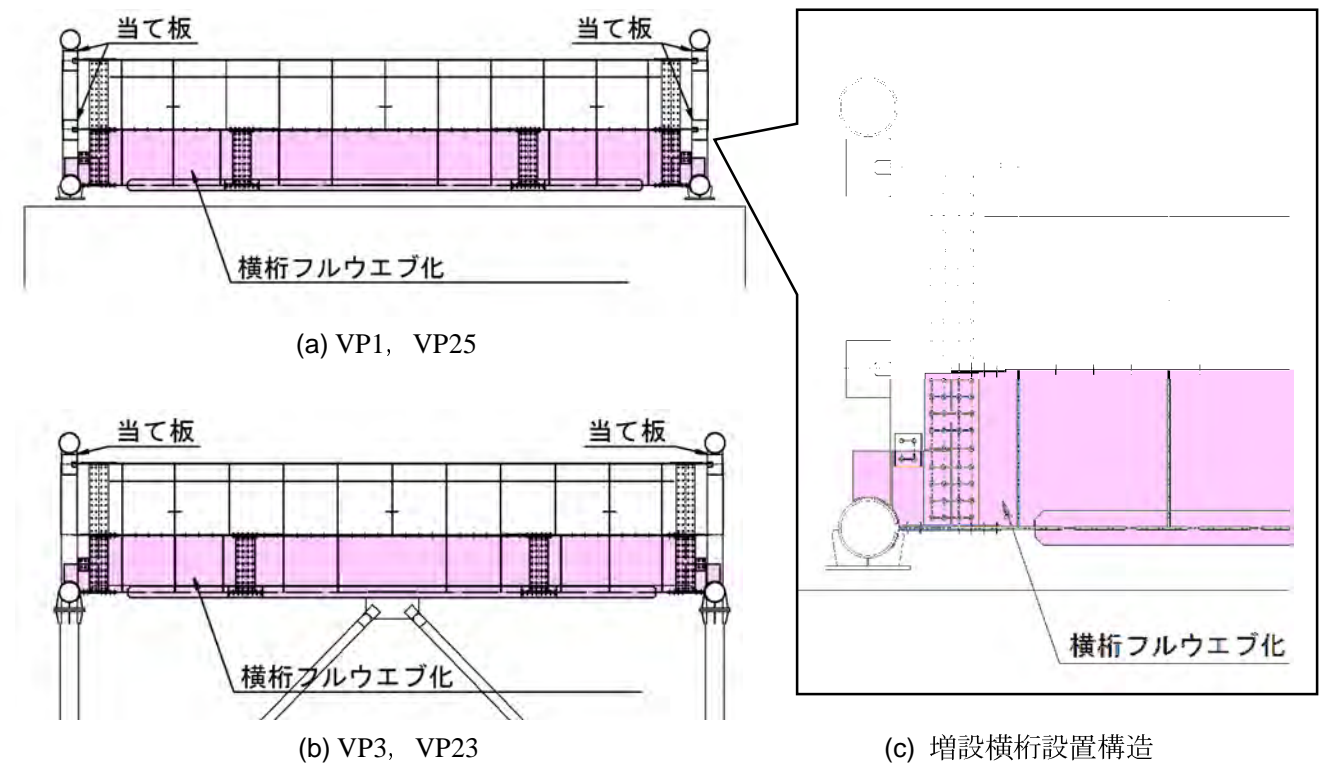 当て板
当て板
横桁フルウエブ化
(a) VP1, VP25
当て板
当て板
横桁フルウエブ化
(b) VP3, VP23
横桁フルウエブ化
(c) 増設横桁設置構造